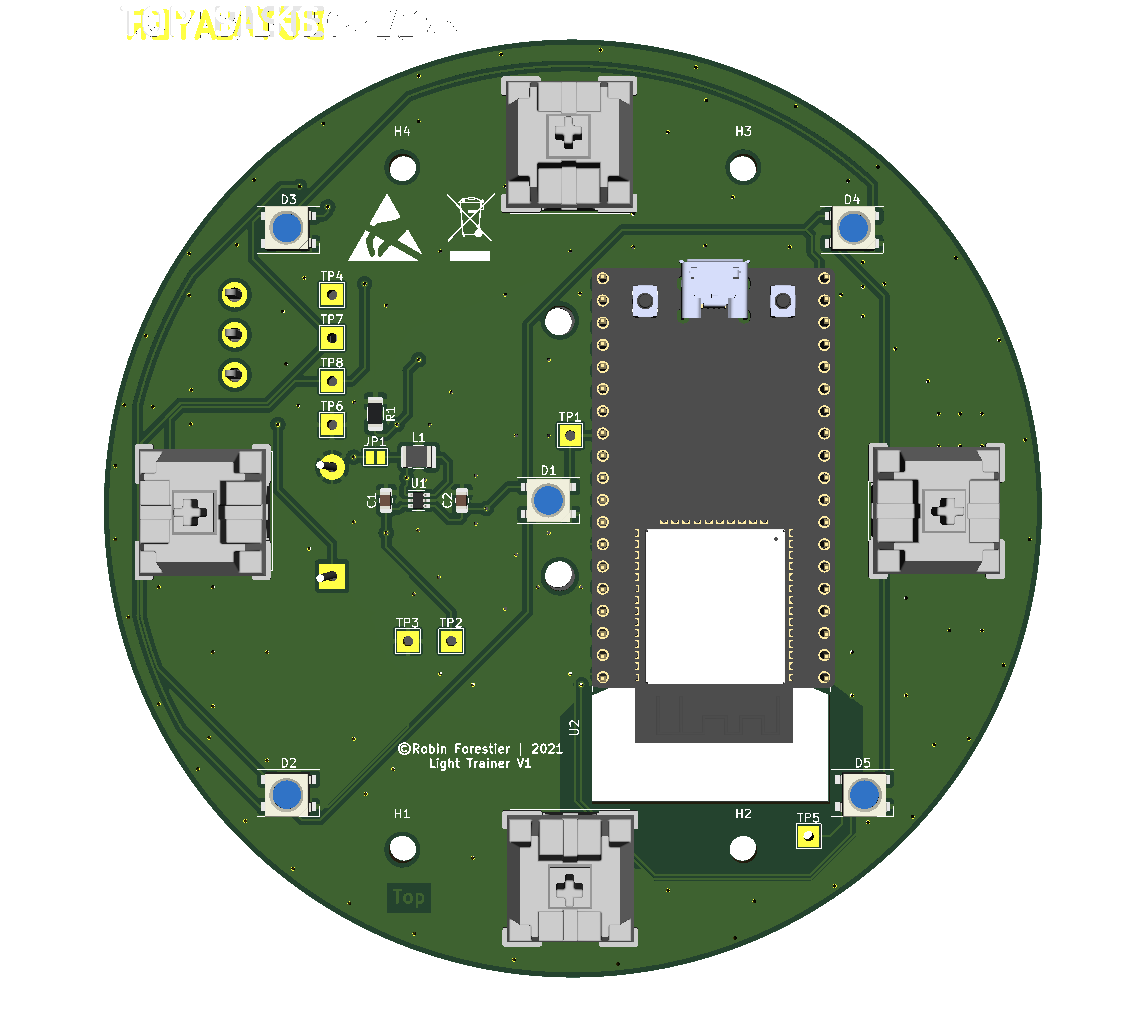 H4
H3
D3
D4
TP4
TP7
TP8
TP6
R1
TP1
JP1
L1
D1
U1
C1
C2
TP3
TP2
U2
©Robin Forestier | 2021
Light Trainer V1
D2
D5
H1
H2
TP5
Top